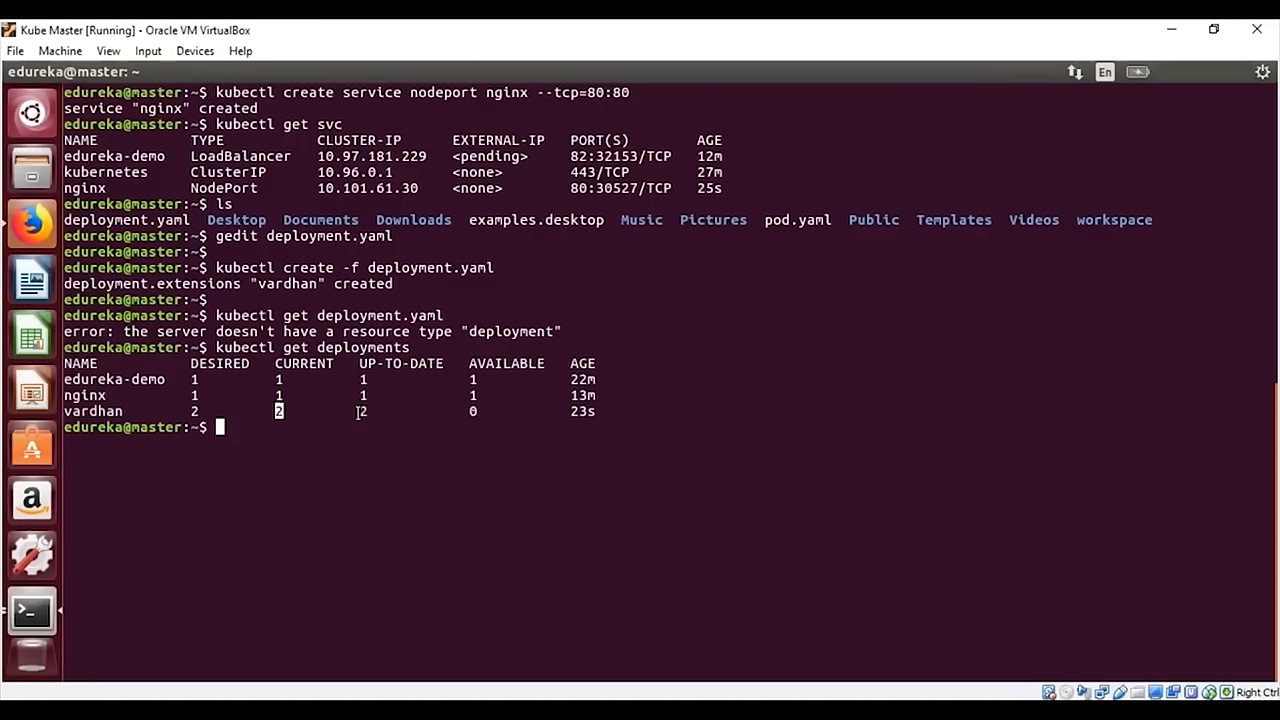 Kube Master [Running] - Oracle VM VirtualBox
File Machine View Input Devices Help
edureka@master: ~
En
edureka@master:~$ kubectl create service nodeport nginx --tcp=80:80
service "nginx" created
edureka@master:~$ kubectl get svc
NAME TYPE CLUSTER-IP EXTERNAL-IP PORT(S) AGE
edureka-demo LoadBalancer 10.97.181.229 <pending> 82:32153/TCP 12m
kubernetes ClusterIP 10.96.0.1 <none> 443/TCP 27m
nginx NodePort 10.101.61.30 <none> 80:30527/TCP 25s
edureka@master:~$ ls
deployment.yaml Desktop Documents Downloads examples.desktop Music Pictures pod.yaml Public Templates Videos workspace
edureka@master:~$ gedit deployment.yaml
edureka@master:~$
edureka@master:~$ kubectl create -f deployment.yaml
deployment.extensions "vardhan" created
edureka@master:~$
edureka@master:~$ kubectl get deployment.yaml
error: the server doesn't have a resource type "deployment"
edureka@master:~$ kubectl get deployments
NAME DESIRED CURRENT UP-TO-DATE AVAILABLE AGE
edureka-demo 1 1 1 1 22m
nginx 1 1 1 1 13m
vardhan 2 2 2 0 23s
edureka@master:~$
Right Ctrl